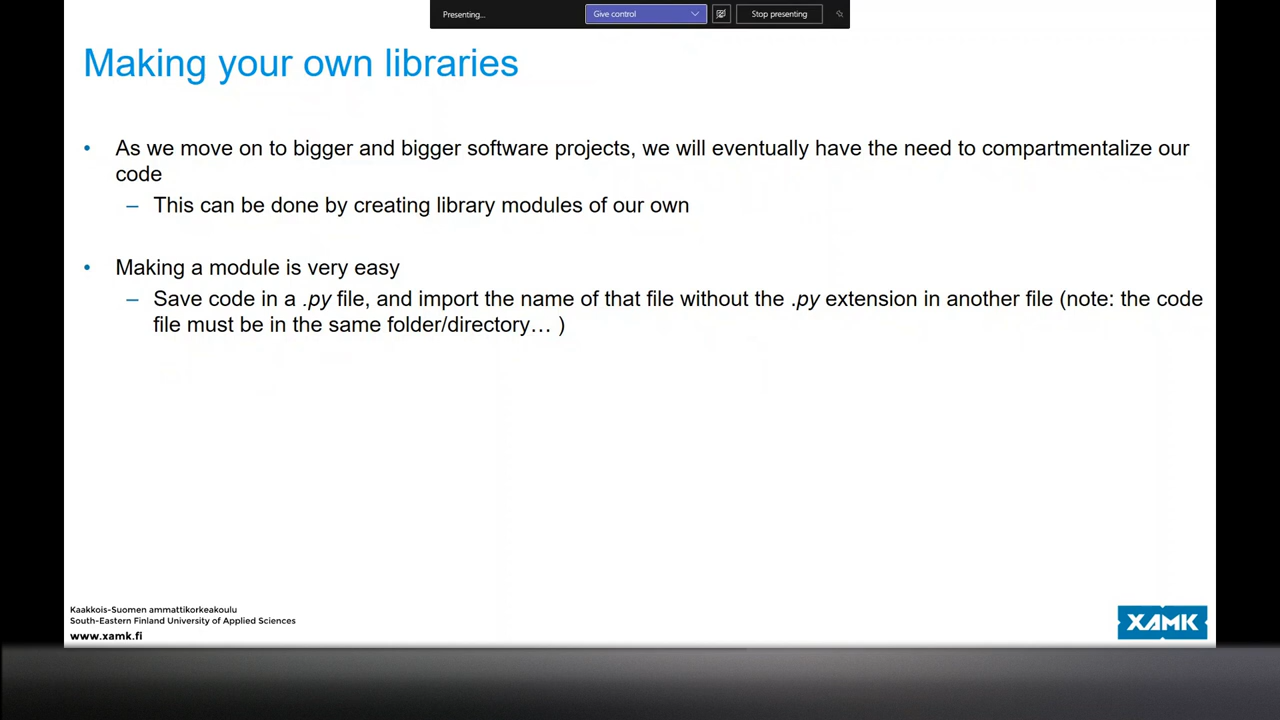 Presenting...
Give control
Stop presenting
Making your own libraries
• As we move on to bigger and bigger software projects, we will eventually have the need to compartmentalize our
code
– This can be done by creating library modules of our own
• Making a module is very easy
– Save code in a .py file, and import the name of that file without the .py extension in another file (note: the code
file must be in the same folder/directory… )
Kaakkois-Suomen ammattikorkeakoulu
South-Eastern Finland University of Applied Sciences
www.xamk.fi
XAMK